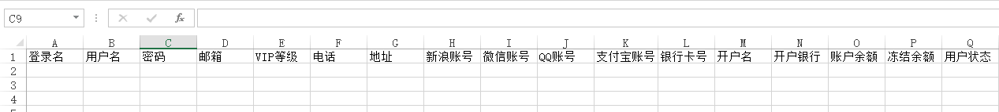 C9 fx
A B C D E F G H I J K L M N O P Q
1 登录名 用户名 密码 邮箱 VIP等级 电话 地址 新浪账号 微信账号 QQ账号 支付宝账号 银行卡号 开户名 开户银行 账户余额 冻结余额 用户状态
2
3
4